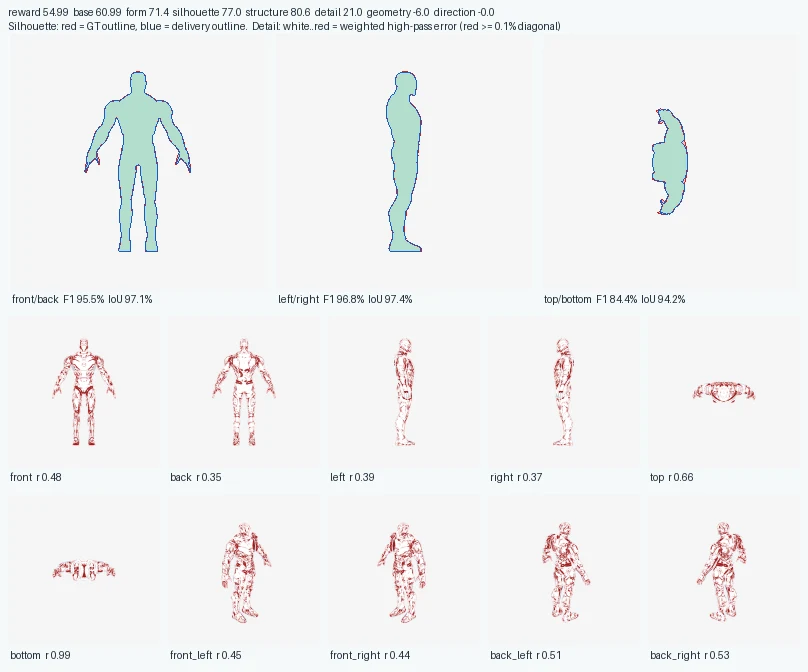 reward 54.99 base 60.99 form 71.4 silhouette 77.0 structure 80.6 detail 21.0 geometry -6.0 direction -0.0
Silhouette: red = GT outline, blue = delivery outline. Detail: white..red = weighted high-pass error (red >= 0.1% diagonal)
front/back F1 95.5% IoU 97.1%
left/right F1 96.8% IoU 97.4%
top/bottom F1 84.4% IoU 94.2%
front r 0.48
back r 0.35
left r 0.39
right r 0.37
top r 0.66
bottom r 0.99
front_left r 0.45
front_right r 0.44
back_left r 0.51
back_right r 0.53